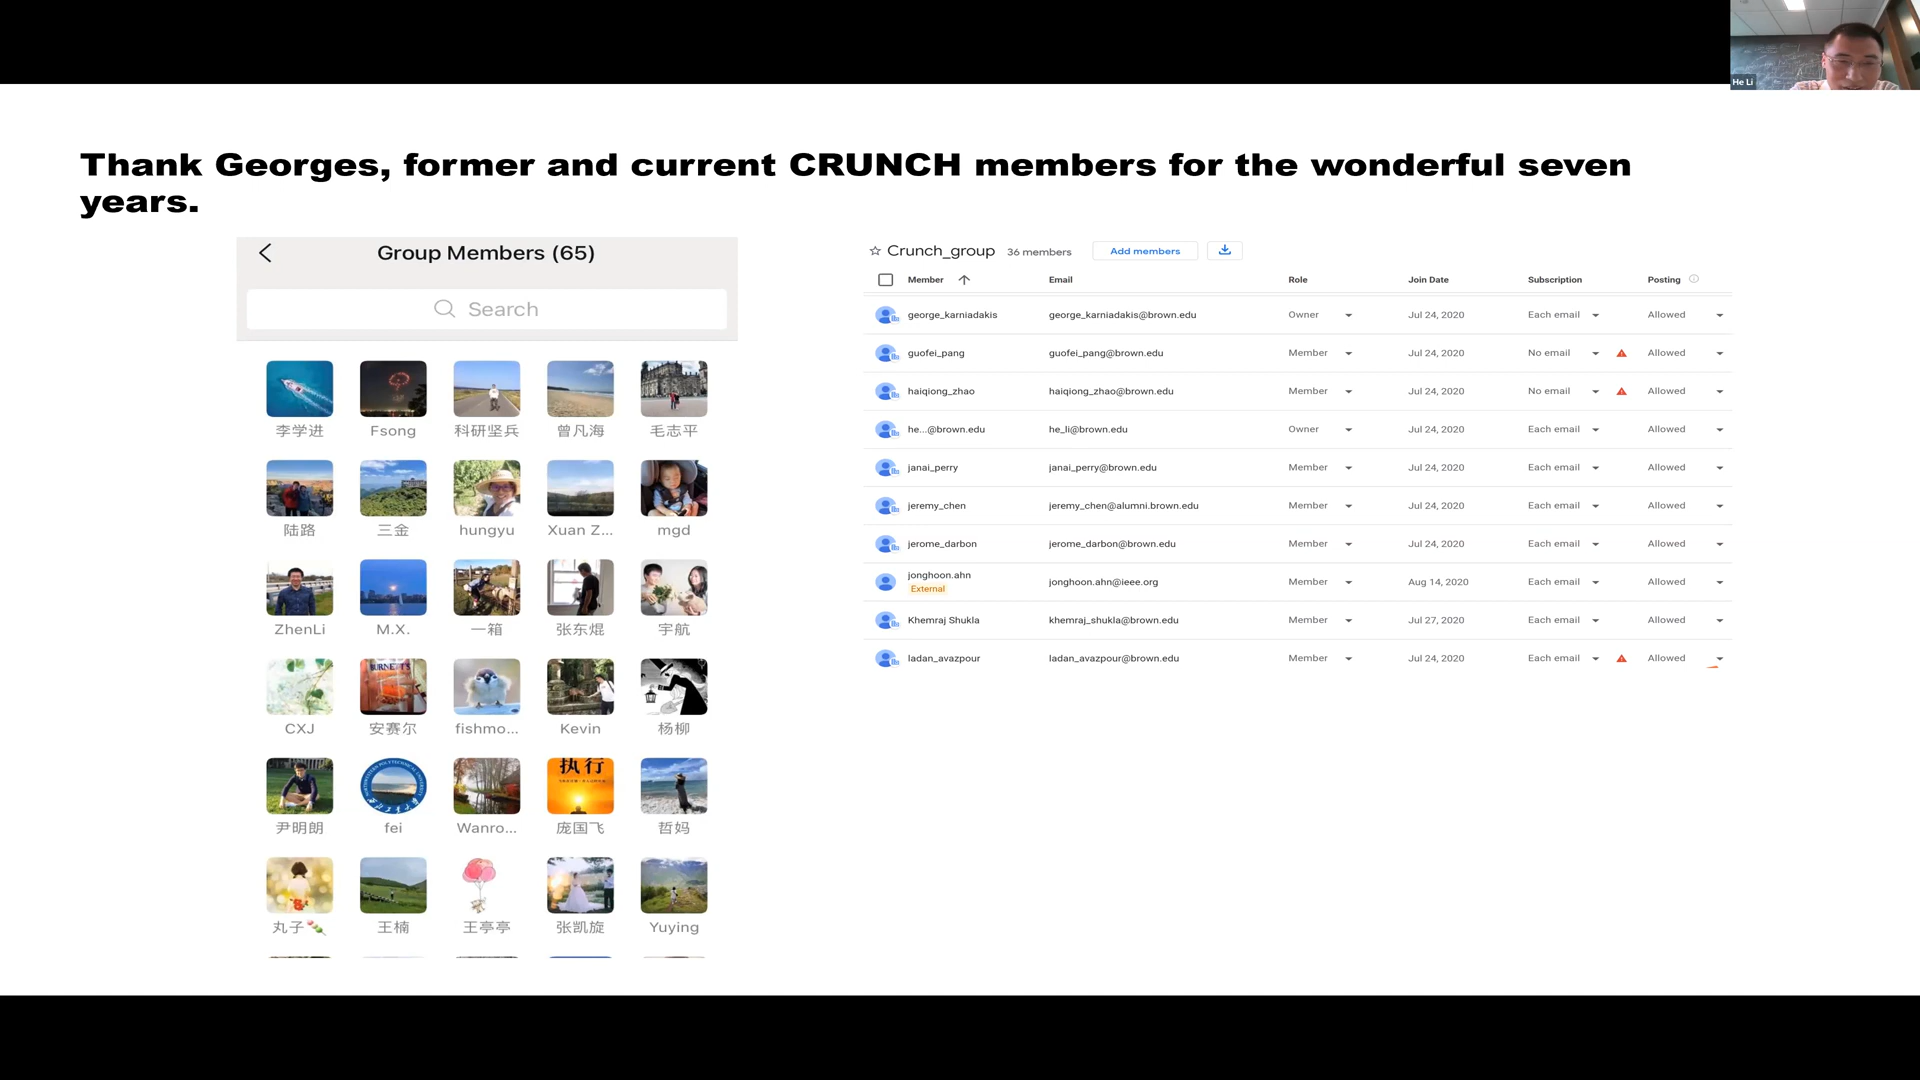 He Li
Thank Georges, former and current CRUNCH members for the wonderful seven
years.
Group Members (65)
Search
李学进 Fsong 科研坚兵 曾凡海 毛志平
陆路 三金 hungyu Xuan Z... mgd
ZhenLi M.X. 一箱 张东焜 宇航
CXJ 安赛尔 fishmo... Kevin 杨柳
尹明朗 fei Wanro... 庞国飞 哲妈
执行
丸子 王楠 王亭亭 张凯旋 Yuying
Crunch_group 36 members Add members
Member Email Role Join Date Subscription Posting
george_karniadakis george_karniadakis@brown.edu Owner Jul 24, 2020 Each email Allowed
guofei_pang guofei_pang@brown.edu Member Jul 24, 2020 No email Allowed
haiqiong_zhao haiqiong_zhao@brown.edu Member Jul 24, 2020 No email Allowed
he...@brown.edu he_li@brown.edu Owner Jul 24, 2020 Each email Allowed
janai_perry janai_perry@brown.edu Member Jul 24, 2020 Each email Allowed
jeremy_chen jeremy_chen@alumni.brown.edu Member Jul 24, 2020 Each email Allowed
jerome_darbon jerome_darbon@brown.edu Member Jul 24, 2020 Each email Allowed
jonghoon.ahn jonghoon.ahn@ieee.org Member Aug 14, 2020 Each email Allowed
External
Khemraj Shukla khemraj_shukla@brown.edu Member Jul 27, 2020 Each email Allowed
ladan_avazpour ladan_avazpour@brown.edu Member Jul 24, 2020 Each email Allowed